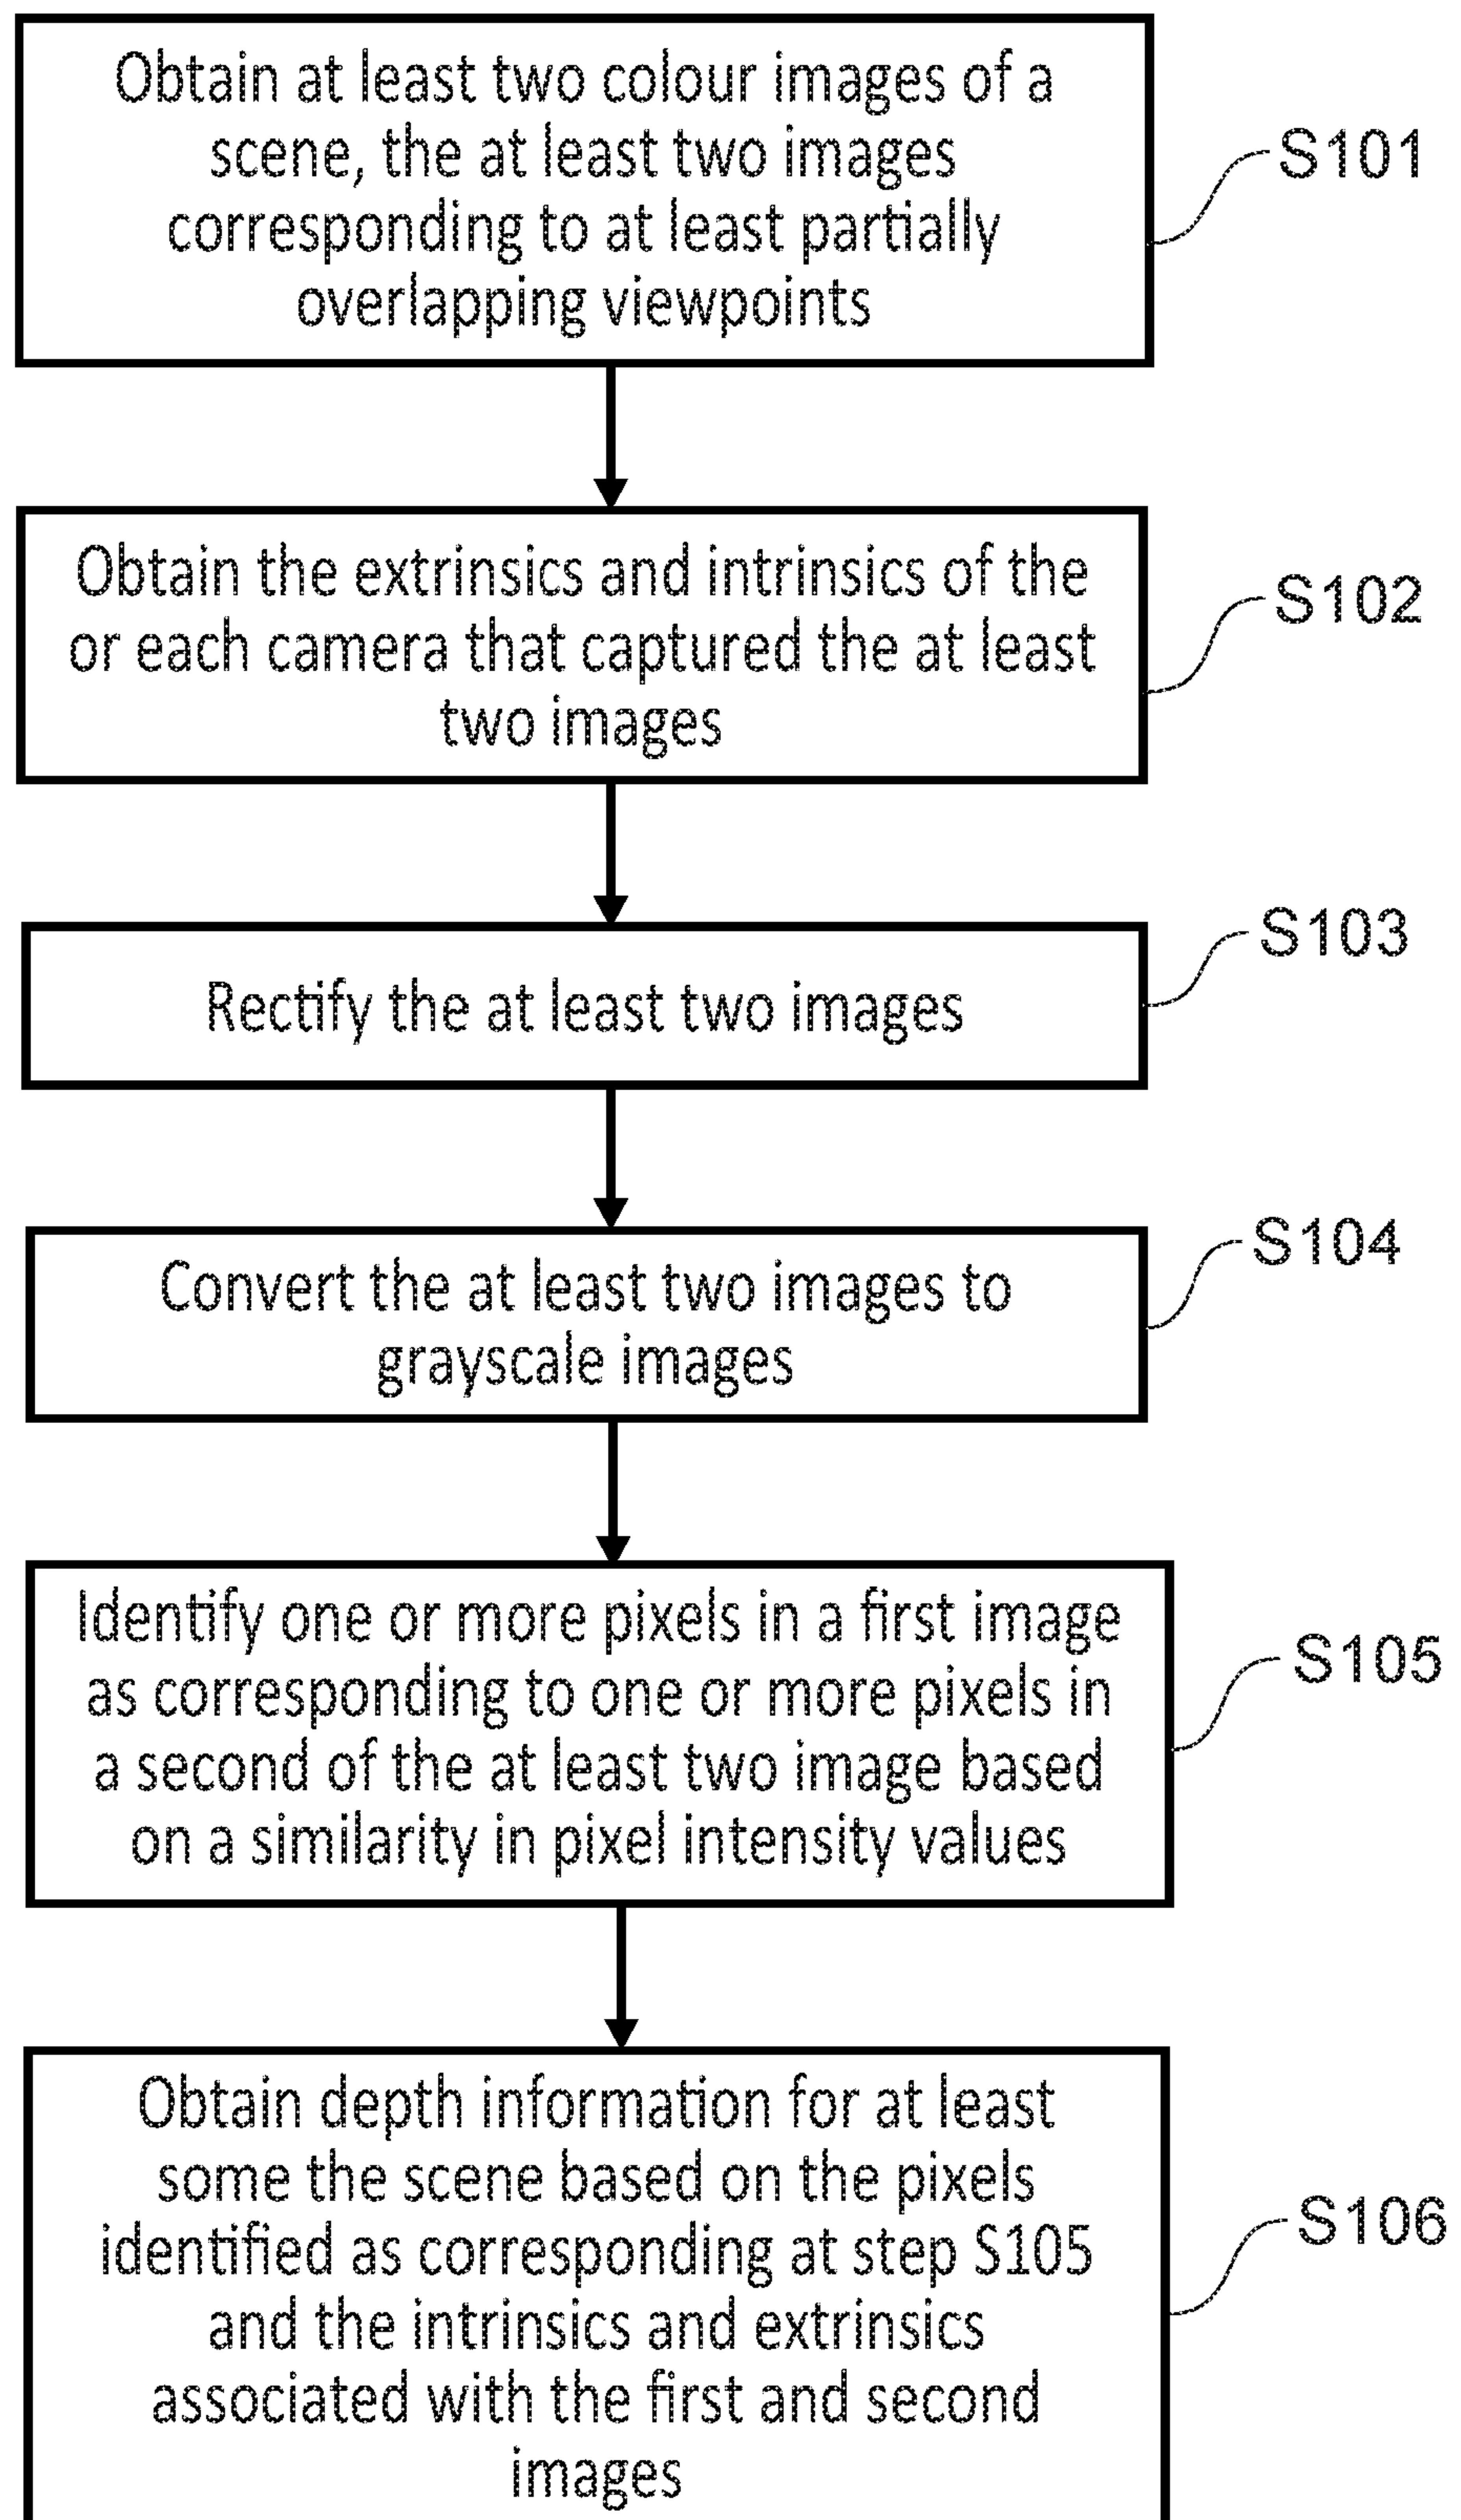 Obtain at least two colour images of a
scene, the at least two images
corresponding to at least partially
overlapping viewpoints
S101
Obtain the extrinsics and intrinsics of the
or each camera that captured the at least
two images
S102
Rectify the at least two images
S103
Convert the at least two images to
grayscale images
S104
Identify one or more pixels in a first image
as corresponding to one or more pixels in
a second of the at least two image based
on a similarity in pixel intensity values
S105
Obtain depth information for at least
some the scene based on the pixels
identified as corresponding at step S105
and the intrinsics and extrinsics
associated with the first and second
images
S106